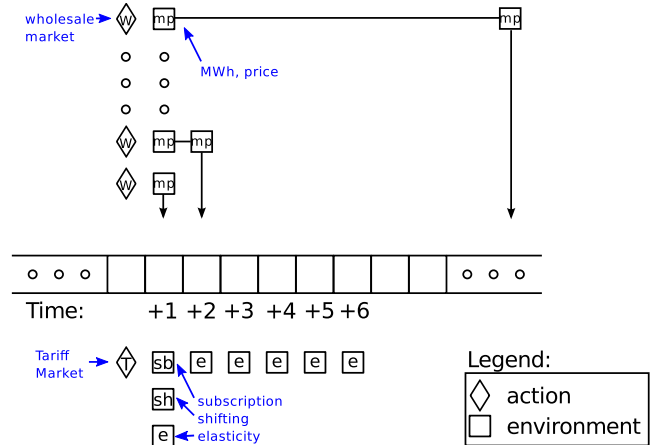 wholesale
market
w mp mp
MWh, price
w mp mp
w mp
Time: +1 +2 +3 +4 +5 +6
Tariff
Market
T sb e e e e e
sh
e
subscription
shifting
elasticity
Legend:
action
environment